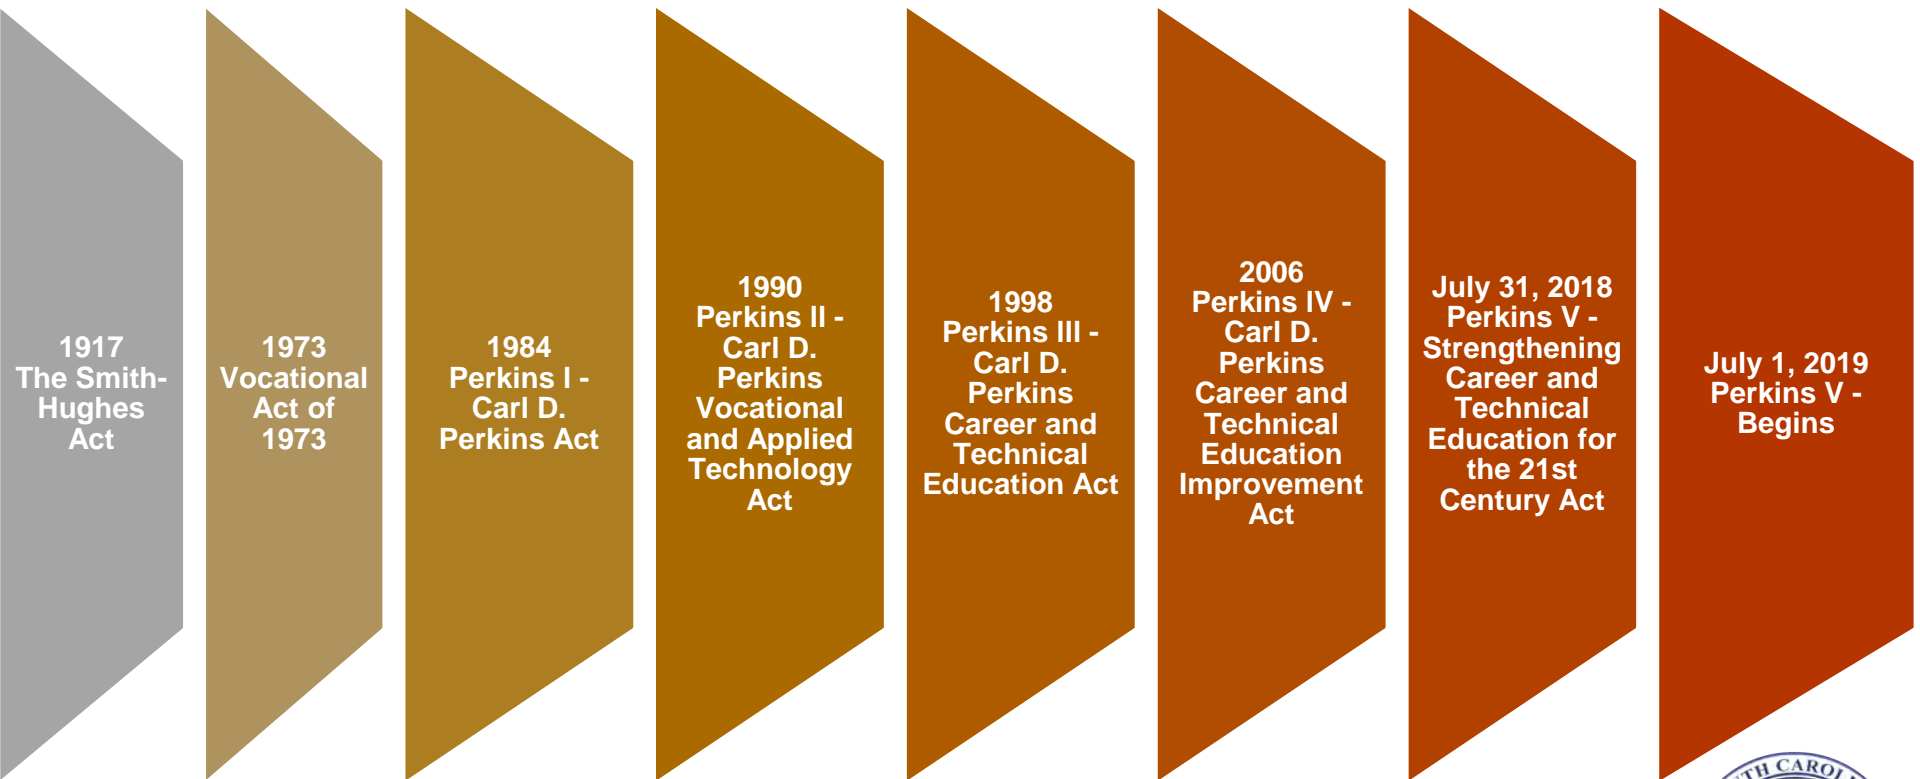 1917
The Smith-
Hughes
Act
1973
Vocational
Act of
1973
1984
Perkins I -
Carl D.
Perkins Act
1990
Perkins II -
Carl D.
Perkins
Vocational
and Applied
Technology
Act
1998
Perkins III -
Carl D.
Perkins
Career and
Technical
Education Act
2006
Perkins IV -
Carl D.
Perkins
Career and
Technical
Education
Improvement
Act
July 31, 2018
Perkins V -
Strengthening
Career and
Technical
Education for
the 21st
Century Act
July 1, 2019
Perkins V -
Begins